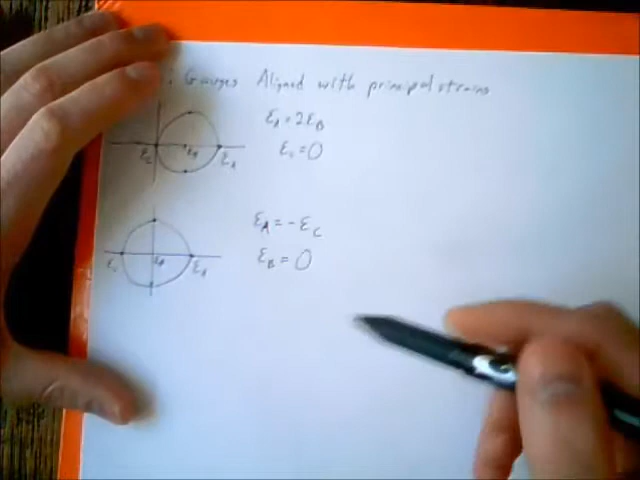 . Gauges Aligned with principal strains
εA = 2εB
εC εB εA
εC = 0
εA = -εC
εC εB εA
εB = 0